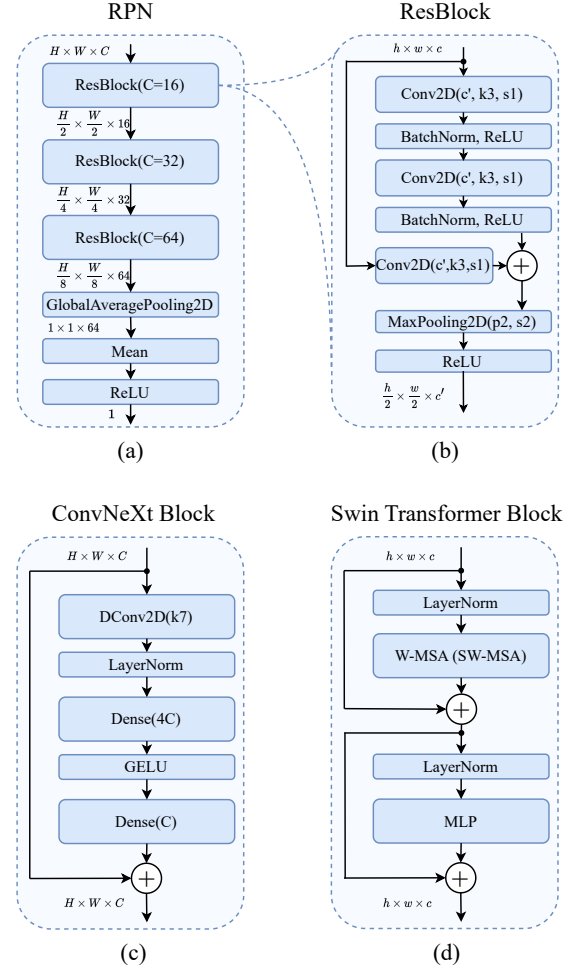 RPN
H × W × C
ResBlock(C=16)
H/2 × W/2 × 16
ResBlock(C=32)
H/4 × W/4 × 32
ResBlock(C=64)
H/8 × W/8 × 64
GlobalAveragePooling2D
1 × 1 × 64
Mean
ReLU
1
(a)
ResBlock
h × w × c
Conv2D(c', k3, s1)
BatchNorm, ReLU
Conv2D(c', k3, s1)
BatchNorm, ReLU
Conv2D(c',k3,s1)
+
MaxPooling2D(p2, s2)
ReLU
h/2 × w/2 × c′
(b)
ConvNeXt Block
H × W × C
DConv2D(k7)
LayerNorm
Dense(4C)
GELU
Dense(C)
+
H × W × C
(c)
Swin Transformer Block
h × w × c
LayerNorm
W-MSA (SW-MSA)
+
LayerNorm
MLP
+
h × w × c
(d)